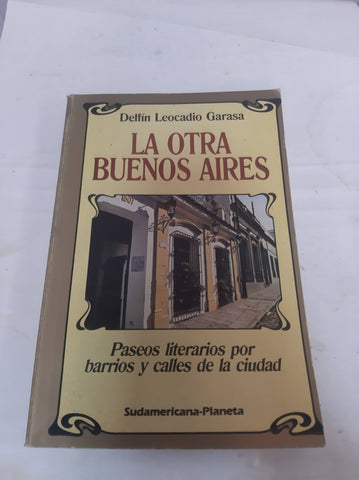 Delfín Leocadio Garasa
LA OTRA
BUENOS AIRES
Paseos literarios por
barrios y calles de la ciudad
Sudamericana-Planeta